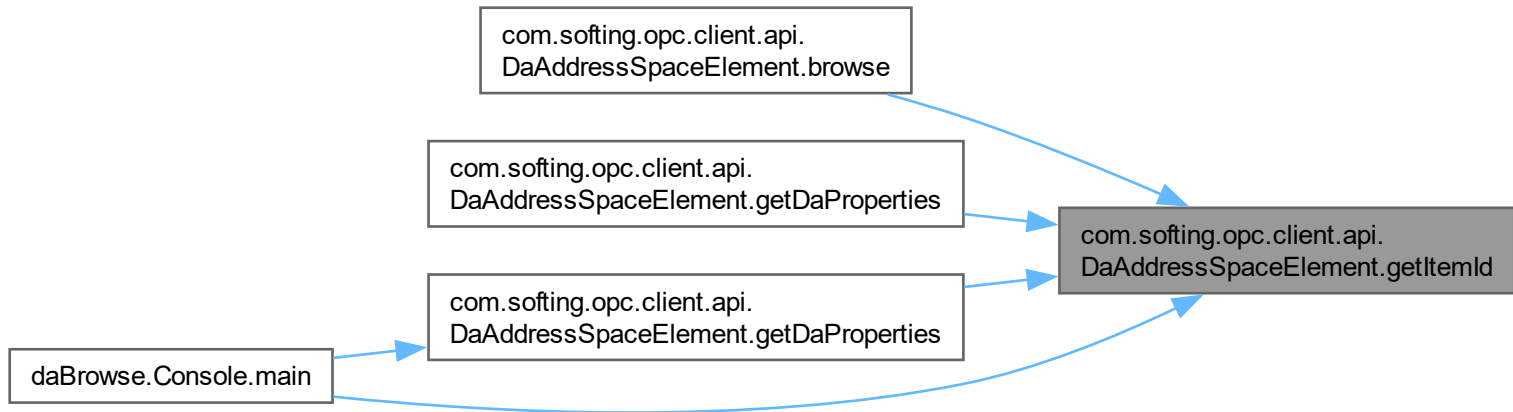 com.softing.opc.client.api.
DaAddressSpaceElement.browse
com.softing.opc.client.api.
DaAddressSpaceElement.getDaProperties
com.softing.opc.client.api.
DaAddressSpaceElement.getItemId
com.softing.opc.client.api.
DaAddressSpaceElement.getDaProperties
daBrowse.Console.main